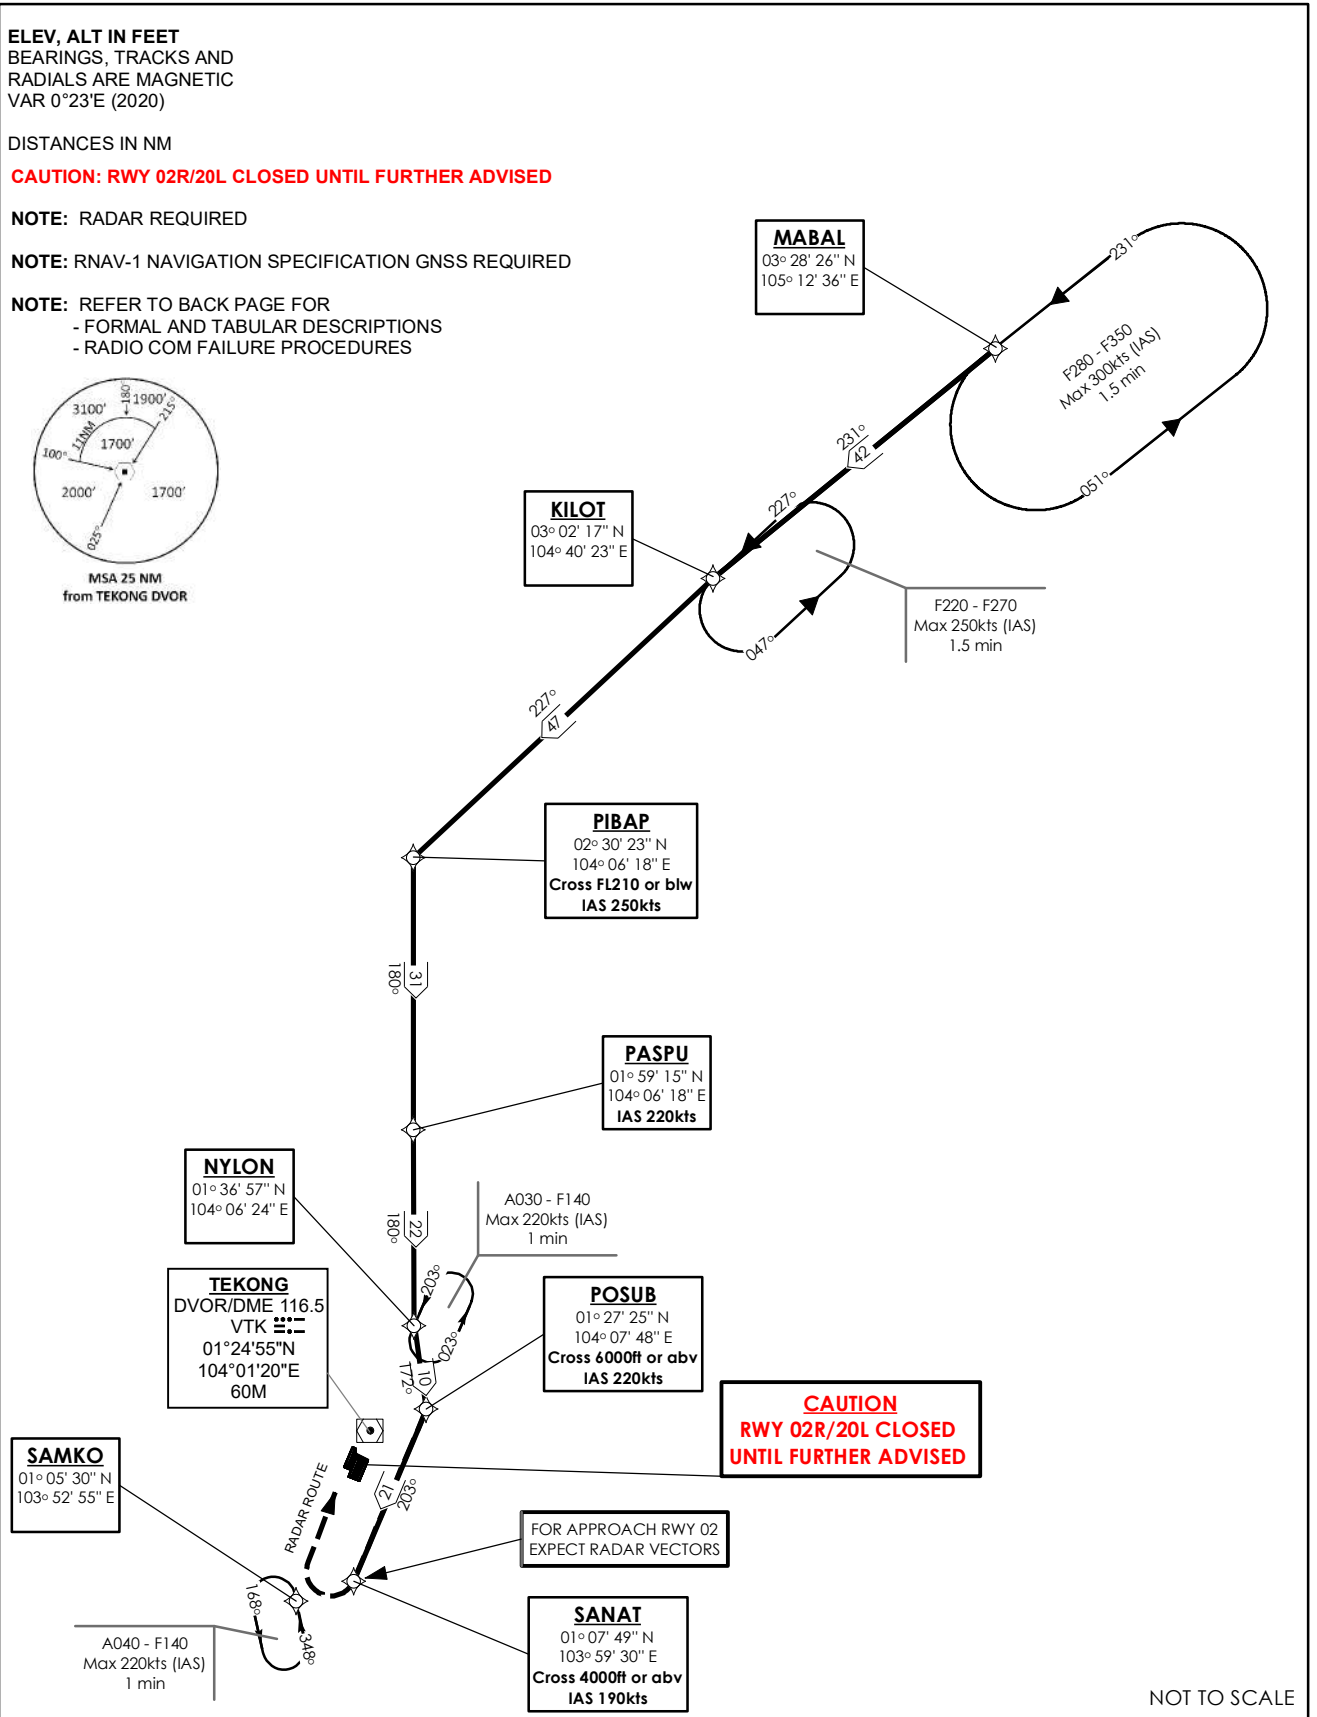 ELEV, ALT IN FEET
BEARINGS, TRACKS AND
RADIALS ARE MAGNETIC
VAR 0°23'E (2020)
DISTANCES IN NM
CAUTION: RWY 02R/20L CLOSED UNTIL FURTHER ADVISED
NOTE: RADAR REQUIRED
NOTE: RNAV-1 NAVIGATION SPECIFICATION GNSS REQUIRED
NOTE: REFER TO BACK PAGE FOR
- FORMAL AND TABULAR DESCRIPTIONS
- RADIO COM FAILURE PROCEDURES
180°
3100'
1900'
215°
11NM
1700'
100°
2000'
1700'
025°
MSA 25 NM
from TEKONG DVOR
MABAL
03° 28' 26" N
105° 12' 36" E
231°
F280 - F350
Max 300kts (IAS)
1.5 min
051°
231°
42
KILOT
03° 02' 17" N
104° 40' 23" E
227°
047°
F220 - F270
Max 250kts (IAS)
1.5 min
227°
47
PIBAP
02° 30' 23" N
104° 06' 18" E
Cross FL210 or blw
IAS 250kts
31
180°
PASPU
01° 59' 15" N
104° 06' 18" E
IAS 220kts
NYLON
01° 36' 57" N
104° 06' 24" E
22
180°
A030 - F140
Max 220kts (IAS)
1 min
203°
023°
TEKONG
DVOR/DME 116.5
VTK
01°24'55"N
104°01'20"E
60M
POSUB
01° 27' 25" N
104° 07' 48" E
Cross 6000ft or abv
IAS 220kts
10
172°
CAUTION
RWY 02R/20L CLOSED
UNTIL FURTHER ADVISED
SAMKO
01° 05' 30" N
103° 52' 55" E
RADAR ROUTE
21
203°
FOR APPROACH RWY 02
EXPECT RADAR VECTORS
168°
348°
A040 - F140
Max 220kts (IAS)
1 min
SANAT
01° 07' 49" N
103° 59' 30" E
Cross 4000ft or abv
IAS 190kts
NOT TO SCALE